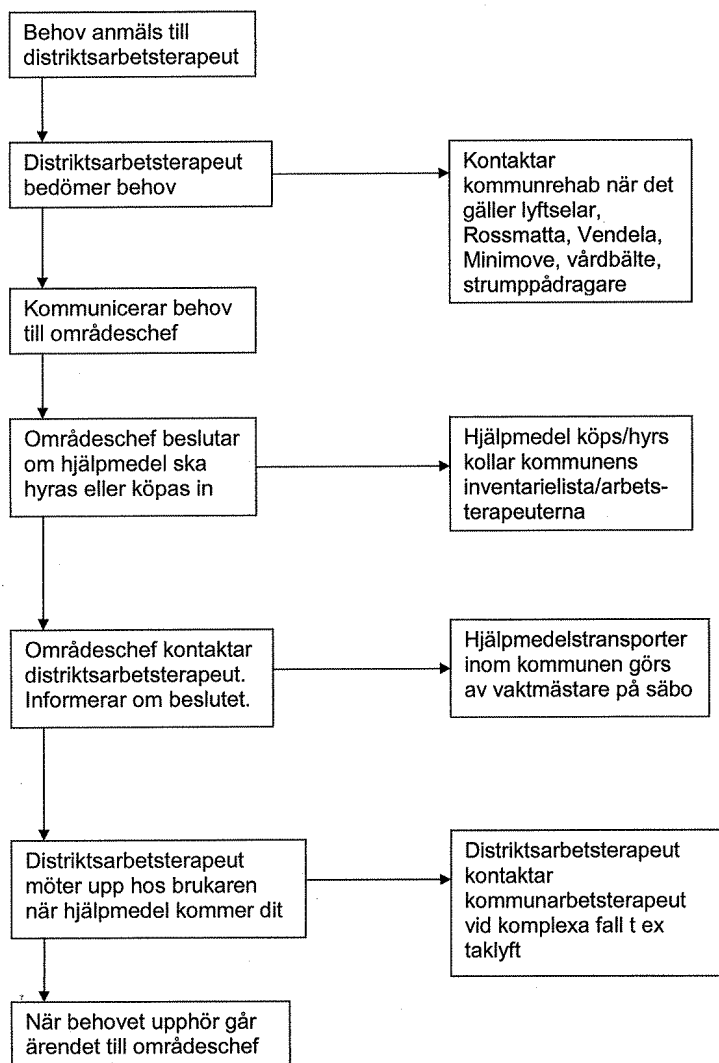 Behov anmäls till
distriktsarbetsterapeut
Distriktsarbetsterapeut
bedömer behov
Kontaktar
kommunrehab när det
gäller lyftselar,
Rossmatta, Vendela,
Minimove, vårdbälte,
strumppådragare
Kommunicerar behov
till områdeschef
Områdeschef beslutar
om hjälpmedel ska
hyras eller köpas in
Hjälpmedel köps/hyrs
kollar kommunens
inventarielista/arbets-
terapeuterna
Områdeschef kontaktar
distriktsarbetsterapeut.
Informerar om beslutet.
Hjälpmedelstransporter
inom kommunen görs
av vaktmästare på säbo
Distriktsarbetsterapeut
möter upp hos brukaren
när hjälpmedel kommer dit
Distriktsarbetsterapeut
kontaktar
kommunarbetsterapeut
vid komplexa fall t ex
taklyft
När behovet upphör går
ärendet till områdeschef